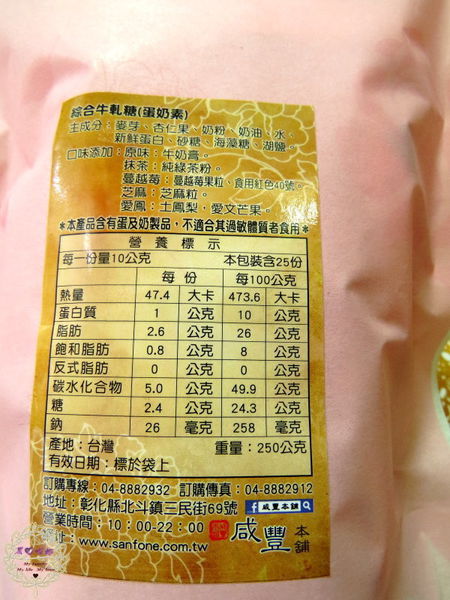 綜合牛軋糖(蛋奶素)
主成分：麥芽、杏仁果、奶粉、奶油、水、
新鮮蛋白、砂糖、海藻糖、湖鹽。
口味添加：原味：牛奶膏。
抹茶：純綠茶粉。
蔓越莓：蔓越莓果粒、食用紅色40號。
芝麻：芝麻粒。
愛鳳：土鳳梨，愛文芒果。
＊本產品含有蛋及奶製品，不適合其過敏體質者食用＊
營養標示
每一份量10公克 本包裝含25份
每份 每100公克
熱量 47.4 大卡 473.6 大卡
蛋白質 1 公克 10 公克
脂肪 2.6 公克 26 公克
飽和脂肪 0.8 公克 8 公克
反式脂肪 0 公克 0 公克
碳水化合物 5.0 公克 49.9 公克
糖 2.4 公克 24.3 公克
鈉 26 毫克 258 毫克
產地：台灣 重量：250公克
有效日期：標於袋上
訂購專線：04-8882932 訂購傳真：04-8882912
地址：彰化縣北斗鎮三民街69號 f 咸豐本舖
營業時間：10：00-22：00
網址：www.sanfone.com.tw 咸豐本舖